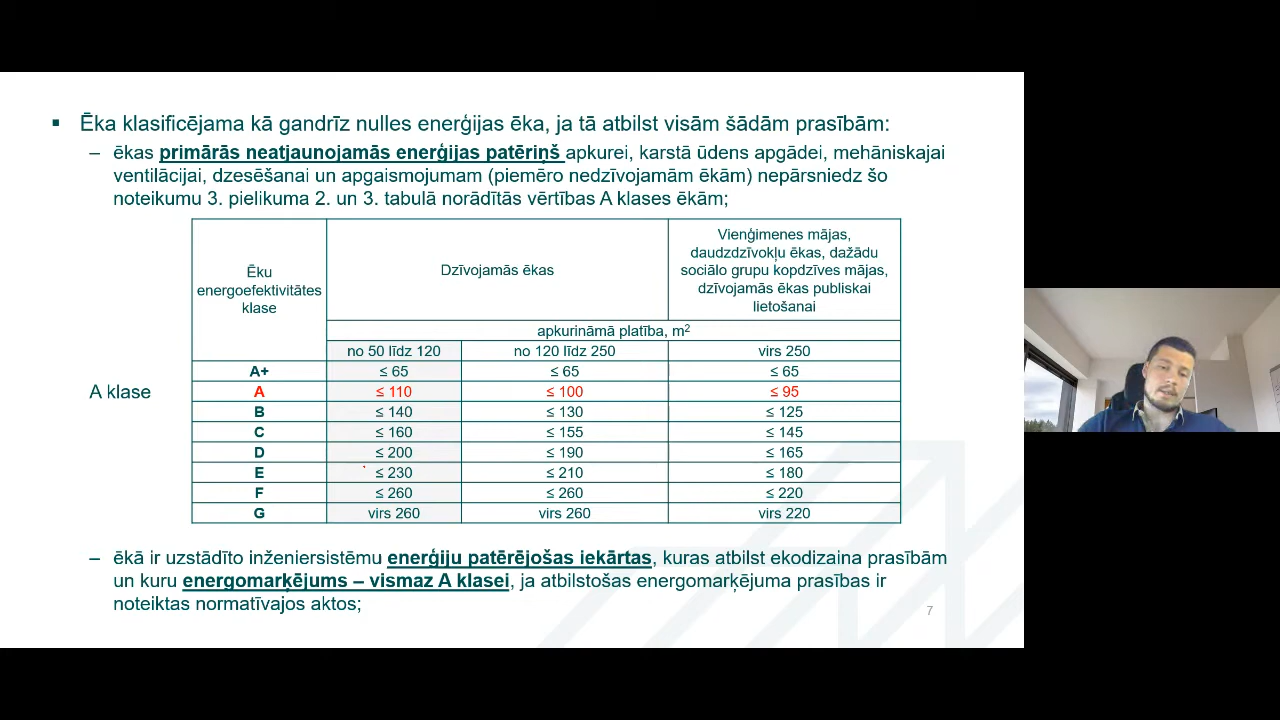 ▪ Ēka klasificējama kā gandrīz nulles enerģijas ēka, ja tā atbilst visām šādām prasībām:
– ēkas primārās neatjaunojamās enerģijas patēriņš apkurei, karstā ūdens apgādei, mehāniskajai
ventilācijai, dzesēšanai un apgaismojumam (piemēro nedzīvojamām ēkām) nepārsniedz šo
noteikumu 3. pielikuma 2. un 3. tabulā norādītās vērtības A klases ēkām;
Ēku
energoefektivitātes
klase
Dzīvojamās ēkas
Vienģimenes mājas,
daudzdzīvokļu ēkas, dažādu
sociālo grupu kopdzīves mājas,
dzīvojamās ēkas publiskai
lietošanai
apkurināmā platība, m²
no 50 līdz 120 no 120 līdz 250 virs 250
A+ ≤ 65 ≤ 65 ≤ 65
A klase A ≤ 110 ≤ 100 ≤ 95
B ≤ 140 ≤ 130 ≤ 125
C ≤ 160 ≤ 155 ≤ 145
D ≤ 200 ≤ 190 ≤ 165
E ≤ 230 ≤ 210 ≤ 180
F ≤ 260 ≤ 260 ≤ 220
G virs 260 virs 260 virs 220
– ēkā ir uzstādīto inženiersistēmu enerģiju patērējošas iekārtas, kuras atbilst ekodizaina prasībām
un kuru energomarķējums – vismaz A klasei, ja atbilstošas energomarķējuma prasības ir
noteiktas normatīvajos aktos;
7